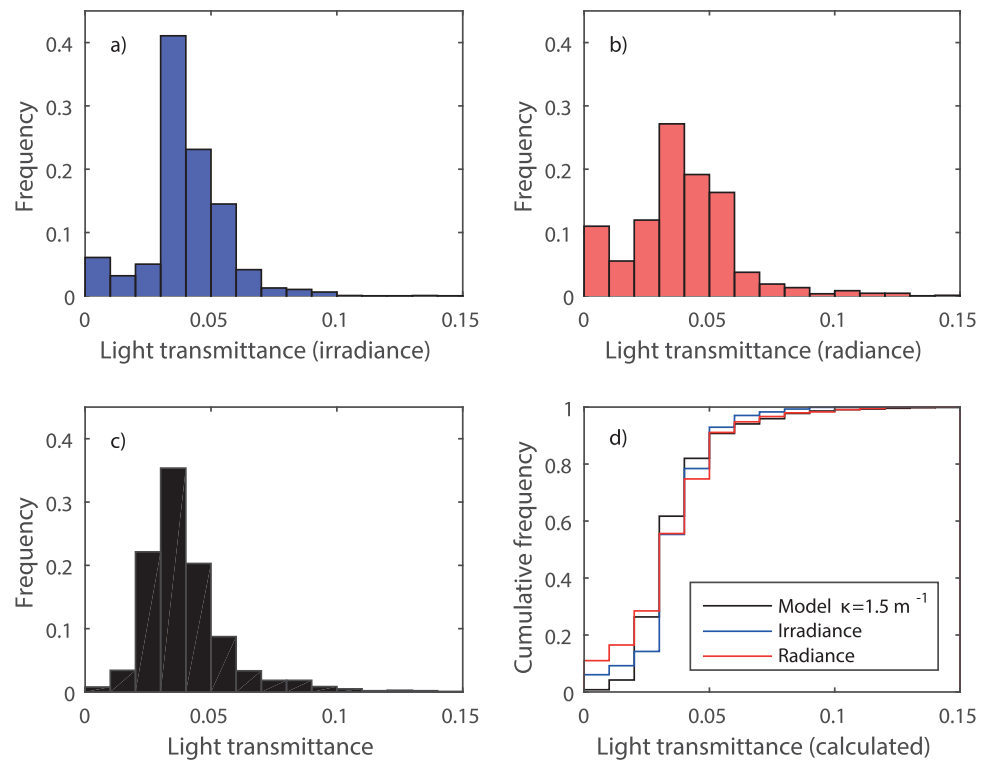 a)
Frequency
0.4
0.3
0.2
0.1
0
0
0.05
0.1
0.15
Light transmittance (irradiance)
b)
Frequency
0.4
0.3
0.2
0.1
0
0
0.05
0.1
0.15
Light transmittance (radiance)
c)
Frequency
0.4
0.3
0.2
0.1
0
0
0.05
0.1
0.15
Light transmittance
d)
Cumulative frequency
1
0.8
0.6
0.4
0.2
0
0
0.05
0.1
0.15
Model κ=1.5 m ⁻¹
Irradiance
Radiance
Light transmittance (calculated)